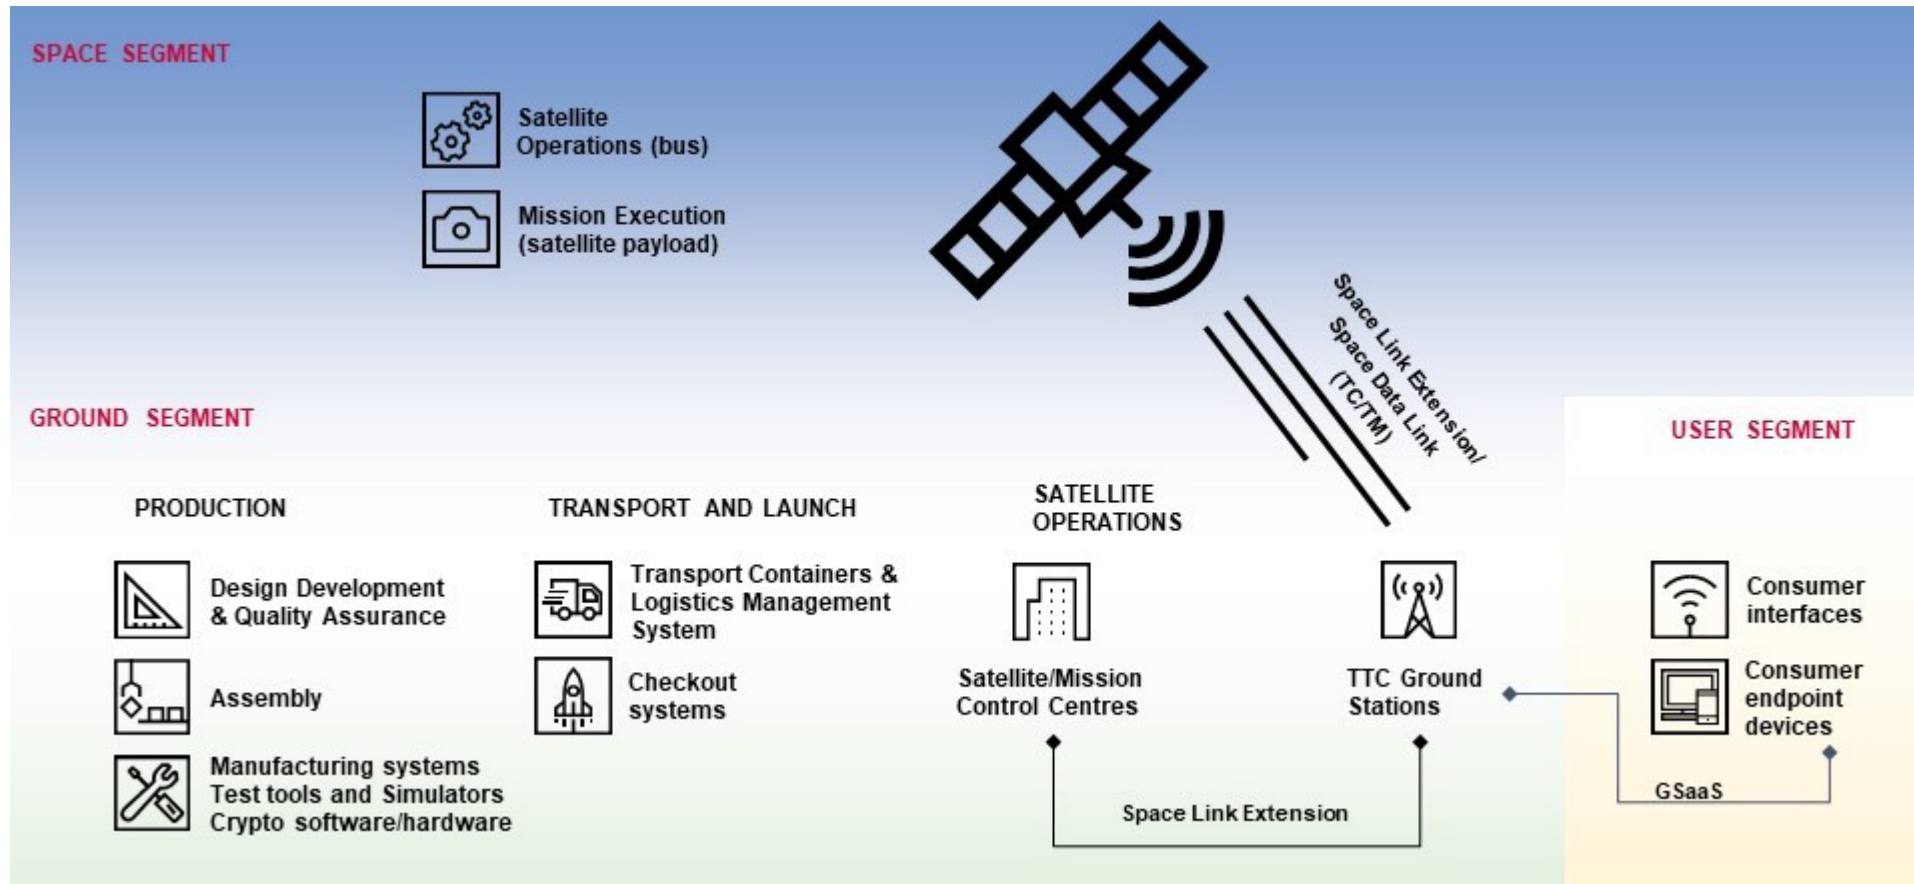 SPACE SEGMENT
Satellite
Operations (bus)
Mission Execution
(satellite payload)
Space Link Extension/
Space Data Link
(TC/TM)
GROUND SEGMENT
PRODUCTION
Design Development
& Quality Assurance
Assembly
Manufacturing systems
Test tools and Simulators
Crypto software/hardware
TRANSPORT AND LAUNCH
Transport Containers &
Logistics Management
System
Checkout
systems
SATELLITE
OPERATIONS
Satellite/Mission
Control Centres
TTC Ground
Stations
Space Link Extension
USER SEGMENT
Consumer
interfaces
Consumer
endpoint
devices
GSaaS